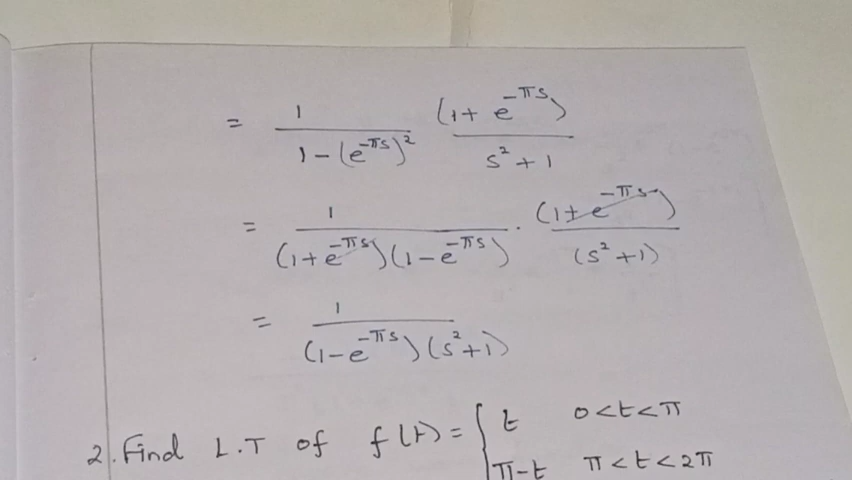 = 1 / (1 - (e^{-πs})^2) (1 + e^{-πs}) / (s^2 + 1)
= 1 / ((1 + e^{-πs})(1 - e^{-πs})) · (1 + e^{-πs}) / (s^2 + 1)
= 1 / ((1 - e^{-πs})(s^2 + 1))
2. Find L.T of f(t) = { t 0 < t < π
π - t π < t < 2π